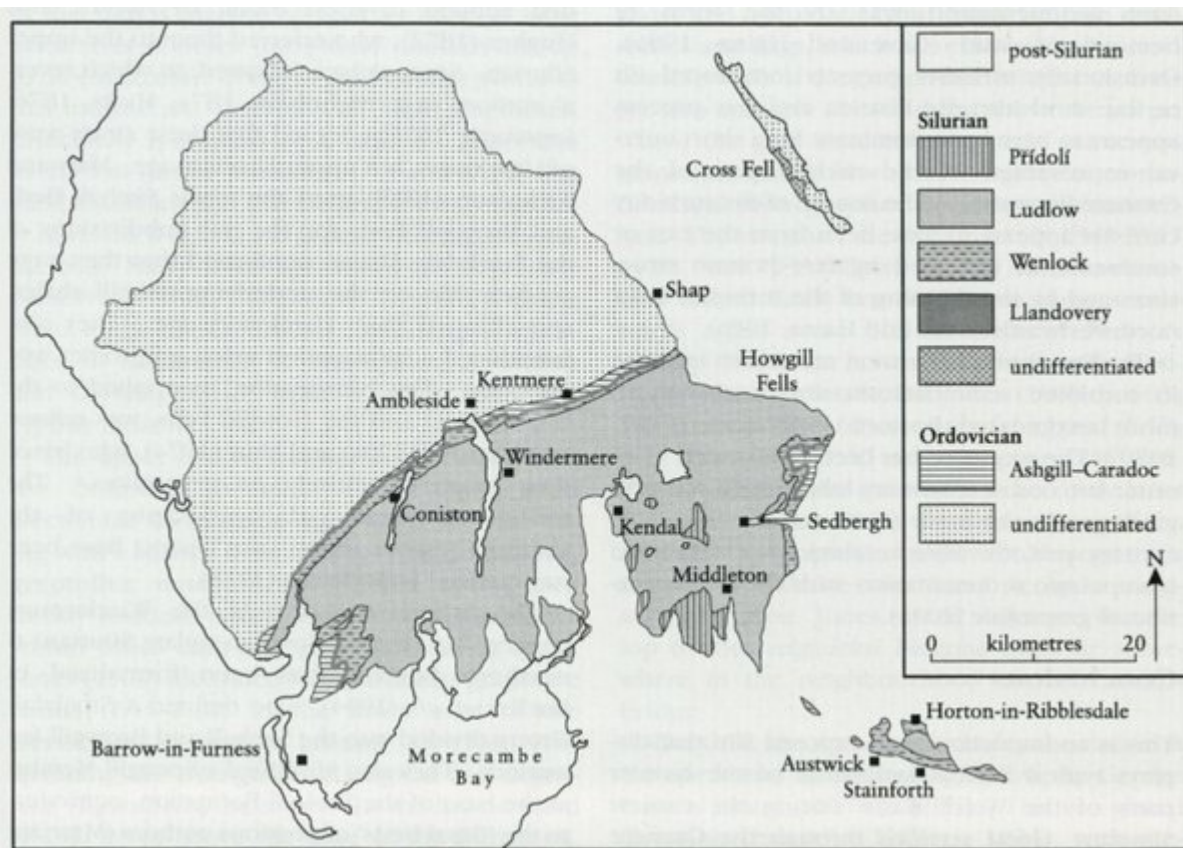 post-Silurian
Silurian
Přídolí
Ludlow
Wenlock
Llandovery
undifferentiated
Ordovician
Ashgill–Caradoc
undifferentiated
N
0 kilometres 20
Cross Fell
Shap
Howgill
Fells
Kentmere
Ambleside
Windermere
Coniston
Kendal
Sedbergh
Middleton
Horton-in-Ribblesdale
Austwick
Stainforth
Barrow-in-Furness
Morecambe
Bay